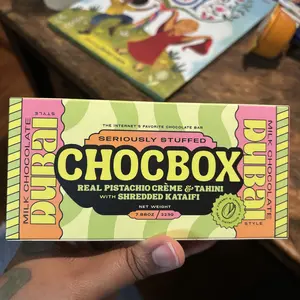 THE INTERNET'S FAVORITE CHOCOLATE BAR
SERIOUSLY STUFFED
CHOCBOX
REAL PISTACHIO CRÈME & TAHINI
WITH SHREDDED KATAIFI
NET WEIGHT
MILK CHOCOLATE
DUBAI
STYLE
MILK CHOCOLATE
DUBAI
STYLE